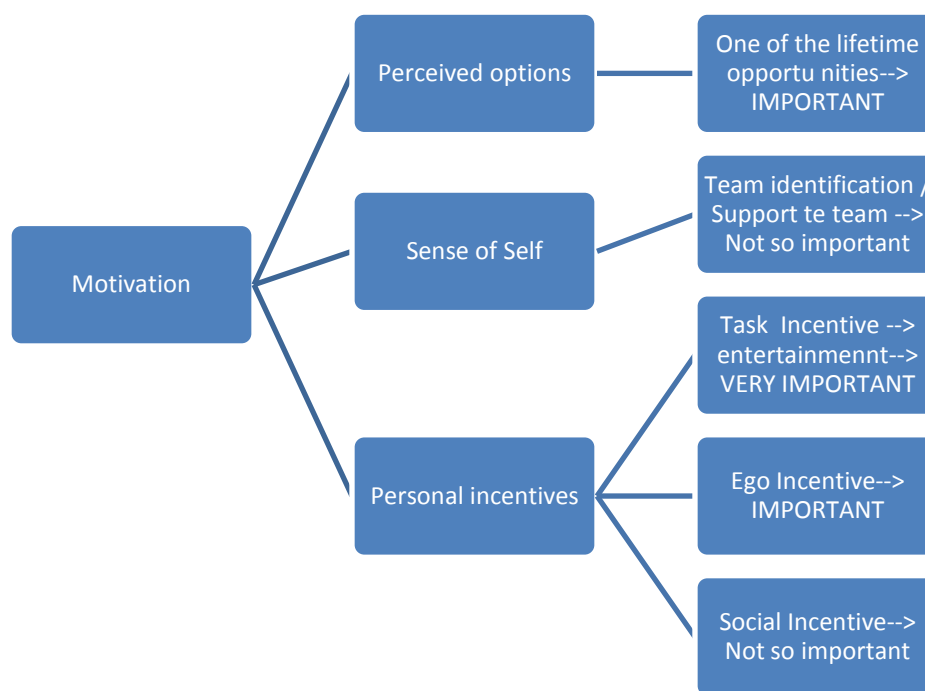 Motivation
Perceived options
Sense of Self
Personal incentives
One of the lifetime
opportu nities-->
IMPORTANT
Team identification /
Support te team -->
Not so important
Task  Incentive -->
entertainmennt-->
VERY IMPORTANT
Ego Incentive-->
IMPORTANT
Social Incentive-->
Not so important